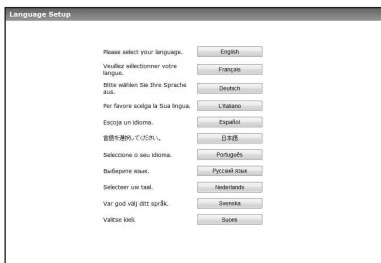 Language Setup
Please select your language. English
Veuillez sélectionner votre
langue. Français
Bitte wählen Sie Ihre Sprache
aus. Deutsch
Per favore scelga la Sua lingua. L'italiano
Escoja un idioma. Español
言語を選択してください。 日本語
Seleccione o seu idioma. Português
Выберите язык. Русский язык
Selecteer uw taal. Nederlands
Var god välj ditt språk. Svenska
Valitse kieli. Suomi